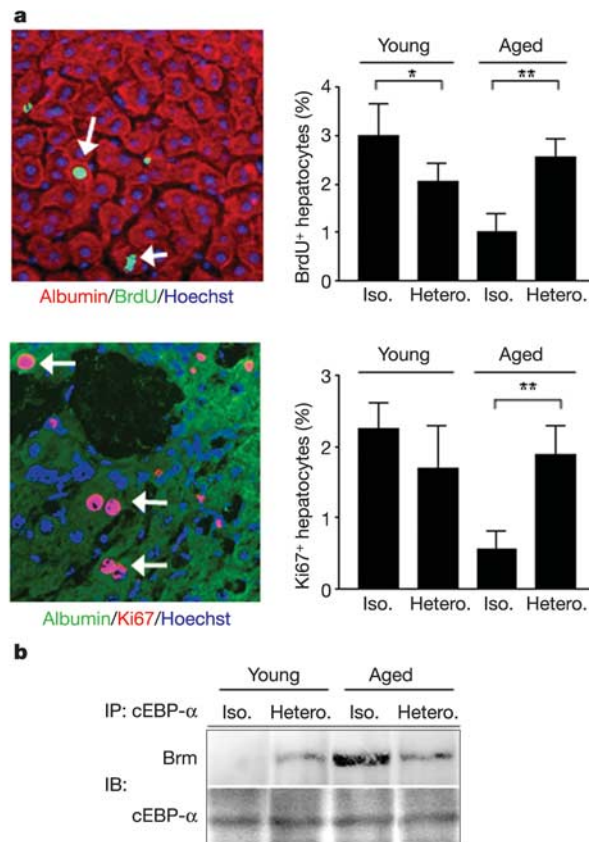 a
Albumin/BrdU/Hoechst
Young Aged
* **
BrdU+ hepatocytes (%)
4
3
2
1
0
Iso. Hetero. Iso. Hetero.
Albumin/Ki67/Hoechst
Young Aged
**
Ki67+ hepatocytes (%)
3
2
1
0
Iso. Hetero. Iso. Hetero.
b
Young Aged
IP: cEBP-α Iso. Hetero. Iso. Hetero.
Brm
IB:
cEBP-α